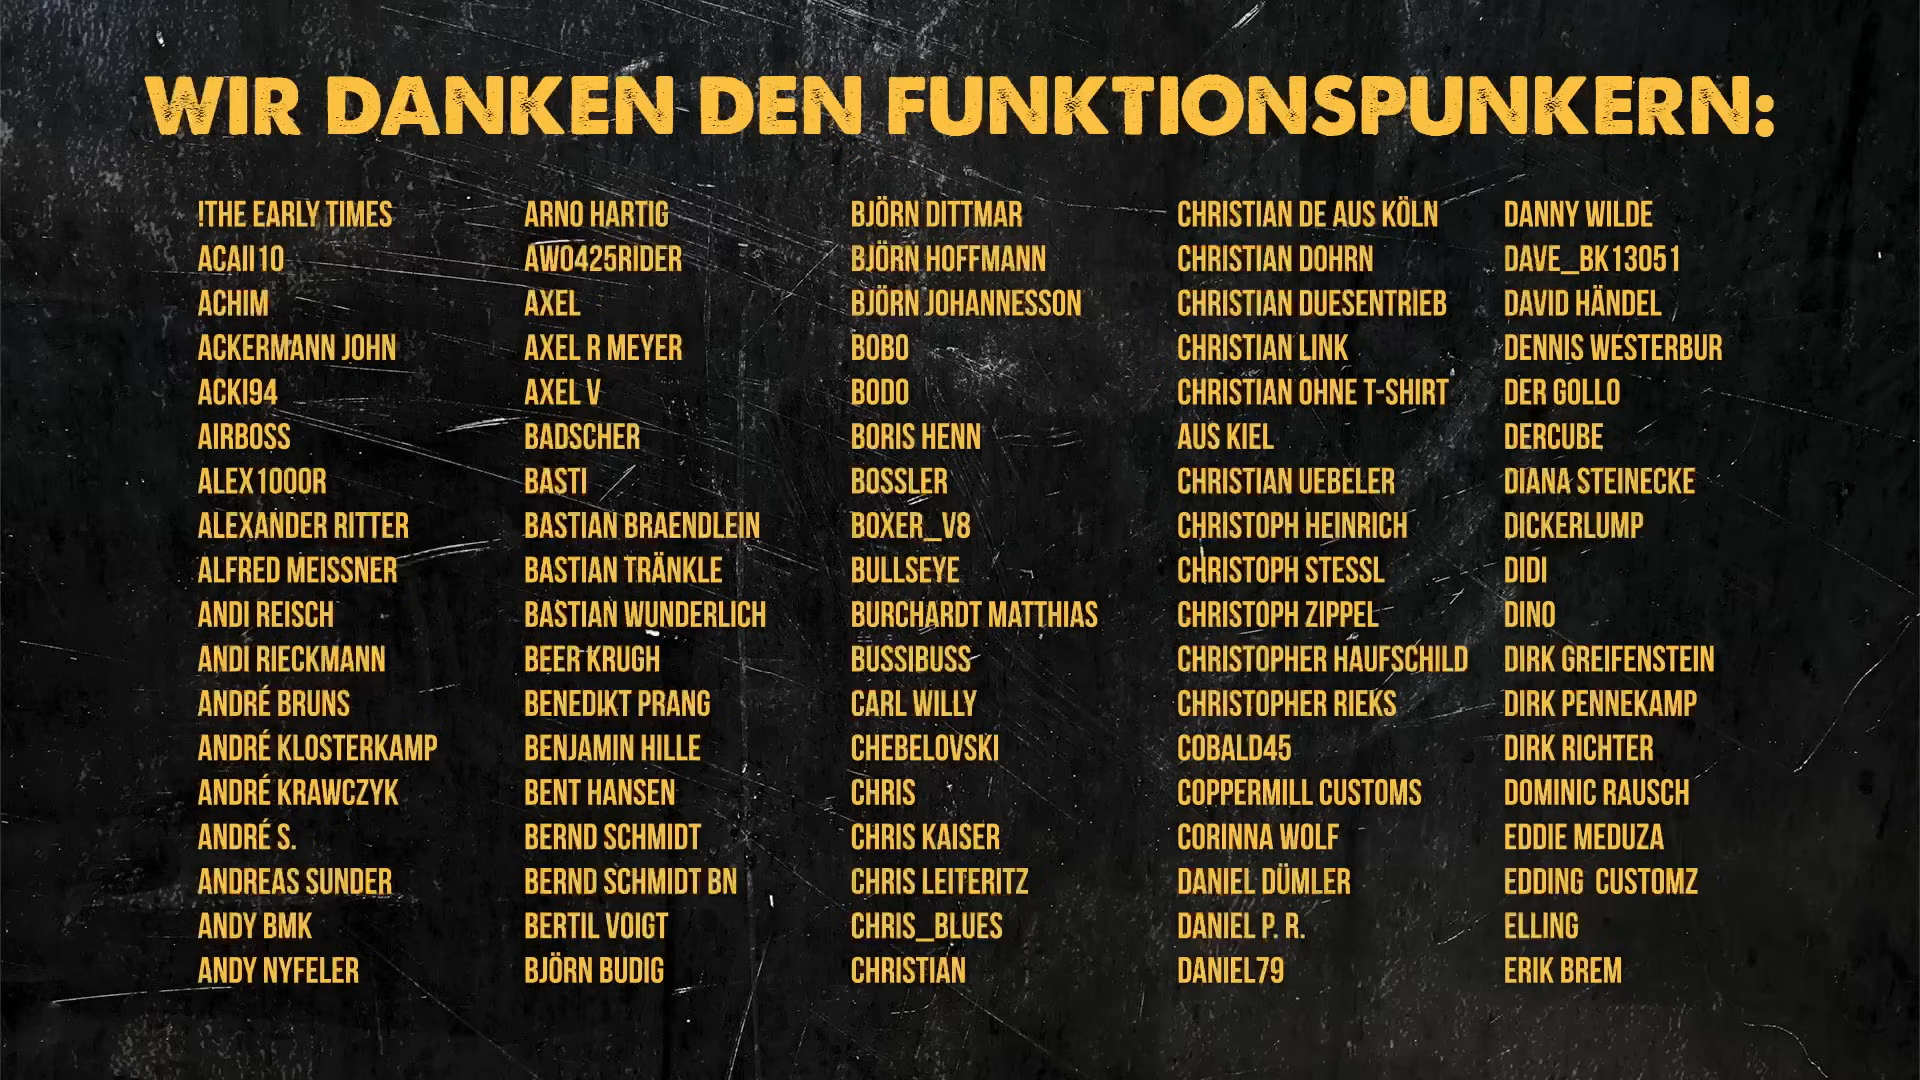 WIR DANKEN DEN FUNKTIONSPUNKERN:
!THE EARLY TIMES
ACAII10
ACHIM
ACKERMANN JOHN
ACKI94
AIRBOSS
ALEX1000R
ALEXANDER RITTER
ALFRED MEISSNER
ANDI REISCH
ANDI RIECKMANN
ANDRÉ BRUNS
ANDRÉ KLOSTERKAMP
ANDRÉ KRAWCZYK
ANDRÉ S.
ANDREAS SUNDER
ANDY BMK
ANDY NYFELER
ARNO HARTIG
AWO425RIDER
AXEL
AXEL R MEYER
AXEL V
BADSCHER
BASTI
BASTIAN BRAENDLEIN
BASTIAN TRÄNKLE
BASTIAN WUNDERLICH
BEER KRUGH
BENEDIKT PRANG
BENJAMIN HILLE
BENT HANSEN
BERND SCHMIDT
BERND SCHMIDT BN
BERTIL VOIGT
BJÖRN BUDIG
BJÖRN DITTMAR
BJÖRN HOFFMANN
BJÖRN JOHANNESSON
BOBO
BODO
BORIS HENN
BOSSLER
BOXER_V8
BULLSEYE
BURCHARDT MATTHIAS
BUSSIBUSS
CARL WILLY
CHEBELOVSKI
CHRIS
CHRIS KAISER
CHRIS LEITERITZ
CHRIS_BLUES
CHRISTIAN
CHRISTIAN DE AUS KÖLN
CHRISTIAN DOHRN
CHRISTIAN DUESENTRIEB
CHRISTIAN LINK
CHRISTIAN OHNE T-SHIRT
AUS KIEL
CHRISTIAN UEBELER
CHRISTOPH HEINRICH
CHRISTOPH STESSL
CHRISTOPH ZIPPEL
CHRISTOPHER HAUFSCHILD
CHRISTOPHER RIEKS
COBALD45
COPPERMILL CUSTOMS
CORINNA WOLF
DANIEL DÜMLER
DANIEL P. R.
DANIEL79
DANNY WILDE
DAVE_BK13051
DAVID HÄNDEL
DENNIS WESTERBUR
DER GOLLO
DERCUBE
DIANA STEINECKE
DICKERLUMP
DIDI
DINO
DIRK GREIFENSTEIN
DIRK PENNEKAMP
DIRK RICHTER
DOMINIC RAUSCH
EDDIE MEDUZA
EDDING CUSTOMZ
ELLING
ERIK BREM